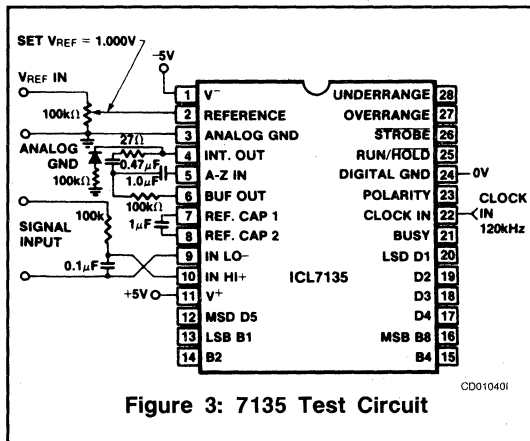 SET VREF = 1.000V
VREF IN
100kΩ
ANALOG GND
27Ω
0.47μF
1.0μF
100kΩ
100kΩ
SIGNAL INPUT
100k
1μF
0.1μF
-5V
+5V
1 V-
2 REFERENCE
3 ANALOG GND
4 INT. OUT
5 A-Z IN
6 BUF OUT
7 REF. CAP 1
8 REF. CAP 2
9 IN LO-
10 IN HI+
11 V+
12 MSD D5
13 LSB B1
14 B2
ICL7135
UNDERRANGE 28
OVERRANGE 27
STROBE 26
RUN/HOLD 25
DIGITAL GND 24
POLARITY 23
CLOCK IN 22
BUSY 21
LSD D1 20
D2 19
D3 18
D4 17
MSB B8 16
B4 15
0V
CLOCK
IN
120kHz
CD01040I
Figure 3: 7135 Test Circuit